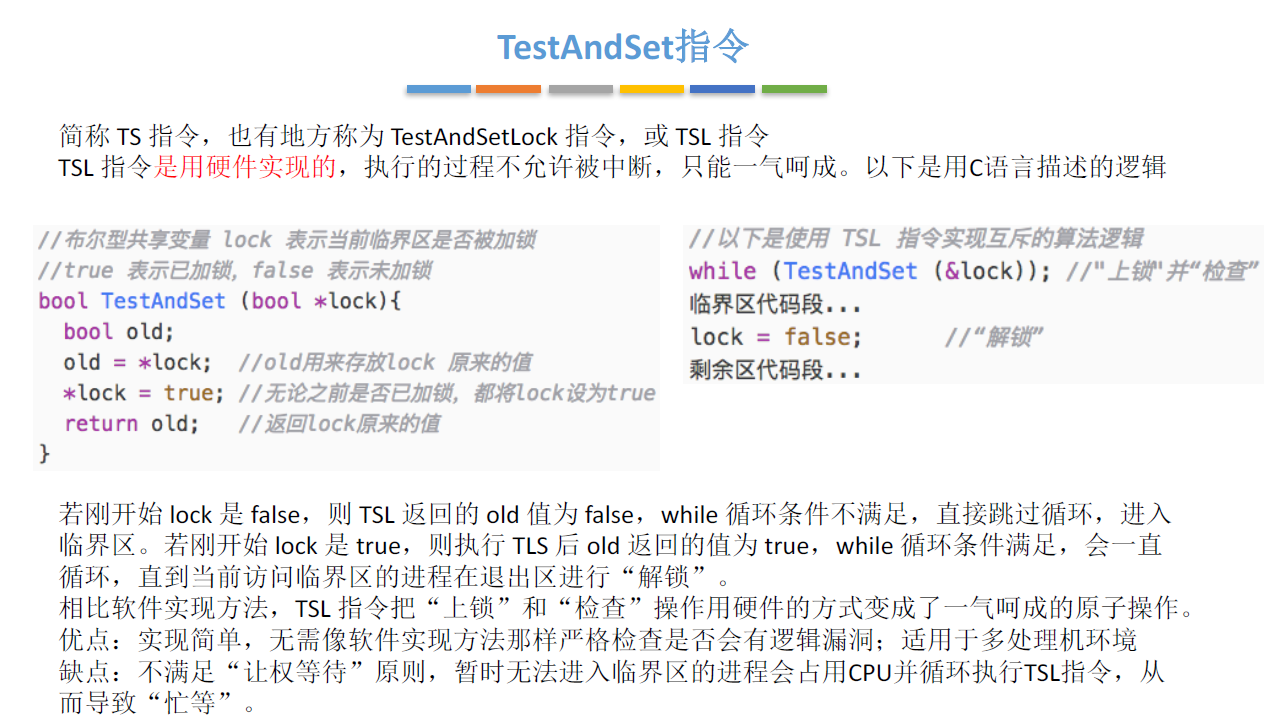 TestAndSet指令
简称 TS 指令，也有地方称为 TestAndSetLock 指令，或 TSL 指令
TSL 指令是用硬件实现的，执行的过程不允许被中断，只能一气呵成。以下是用C语言描述的逻辑
//布尔型共享变量 lock 表示当前临界区是否被加锁
//true 表示已加锁，false 表示未加锁
bool TestAndSet (bool *lock){
bool old;
old = *lock; //old用来存放lock 原来的值
*lock = true; //无论之前是否已加锁，都将lock设为true
return old; //返回lock原来的值
}
//以下是使用 TSL 指令实现互斥的算法逻辑
while (TestAndSet (&lock)); //"上锁"并“检查”
临界区代码段...
lock = false; //“解锁”
剩余区代码段...
若刚开始 lock 是 false，则 TSL 返回的 old 值为 false，while 循环条件不满足，直接跳过循环，进入
临界区。若刚开始 lock 是 true，则执行 TLS 后 old 返回的值为 true，while 循环条件满足，会一直
循环，直到当前访问临界区的进程在退出区进行“解锁”。
相比软件实现方法，TSL 指令把“上锁”和“检查”操作用硬件的方式变成了一气呵成的原子操作。
优点：实现简单，无需像软件实现方法那样严格检查是否会有逻辑漏洞；适用于多处理机环境
缺点：不满足“让权等待”原则，暂时无法进入临界区的进程会占用CPU并循环执行TSL指令，从
而导致“忙等”。